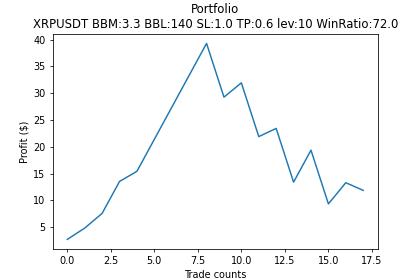 Portfolio
XRPUSDT BBM:3.3 BBL:140 SL:1.0 TP:0.6 lev:10 WinRatio:72.0
40
35
30
25
20
15
10
5
Profit ($)
0.0 2.5 5.0 7.5 10.0 12.5 15.0 17.5
Trade counts